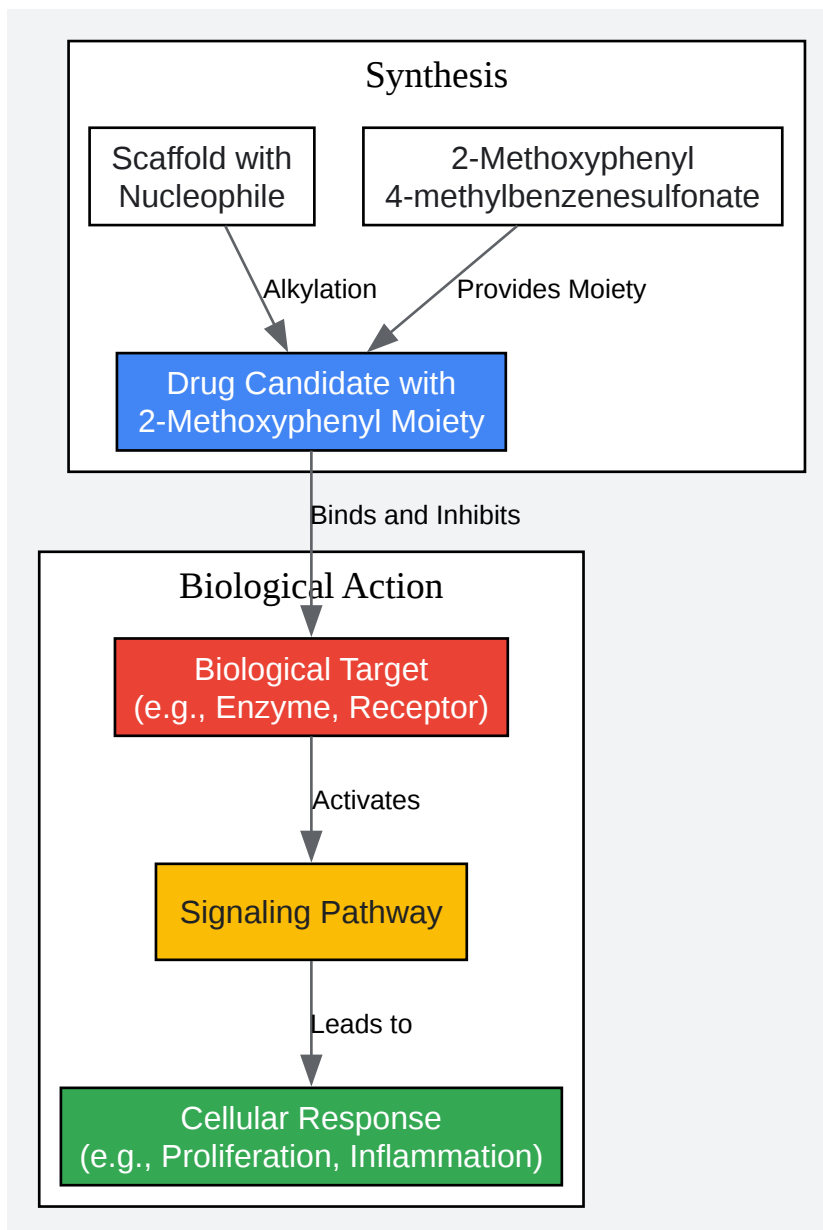 Synthesis
Scaffold with
Nucleophile
2-Methoxyphenyl
4-methylbenzenesulfonate
Alkylation
Provides Moiety
Drug Candidate with
2-Methoxyphenyl Moiety
Binds and Inhibits
Biological Action
Biological Target
(e.g., Enzyme, Receptor)
Activates
Signaling Pathway
Leads to
Cellular Response
(e.g., Proliferation, Inflammation)